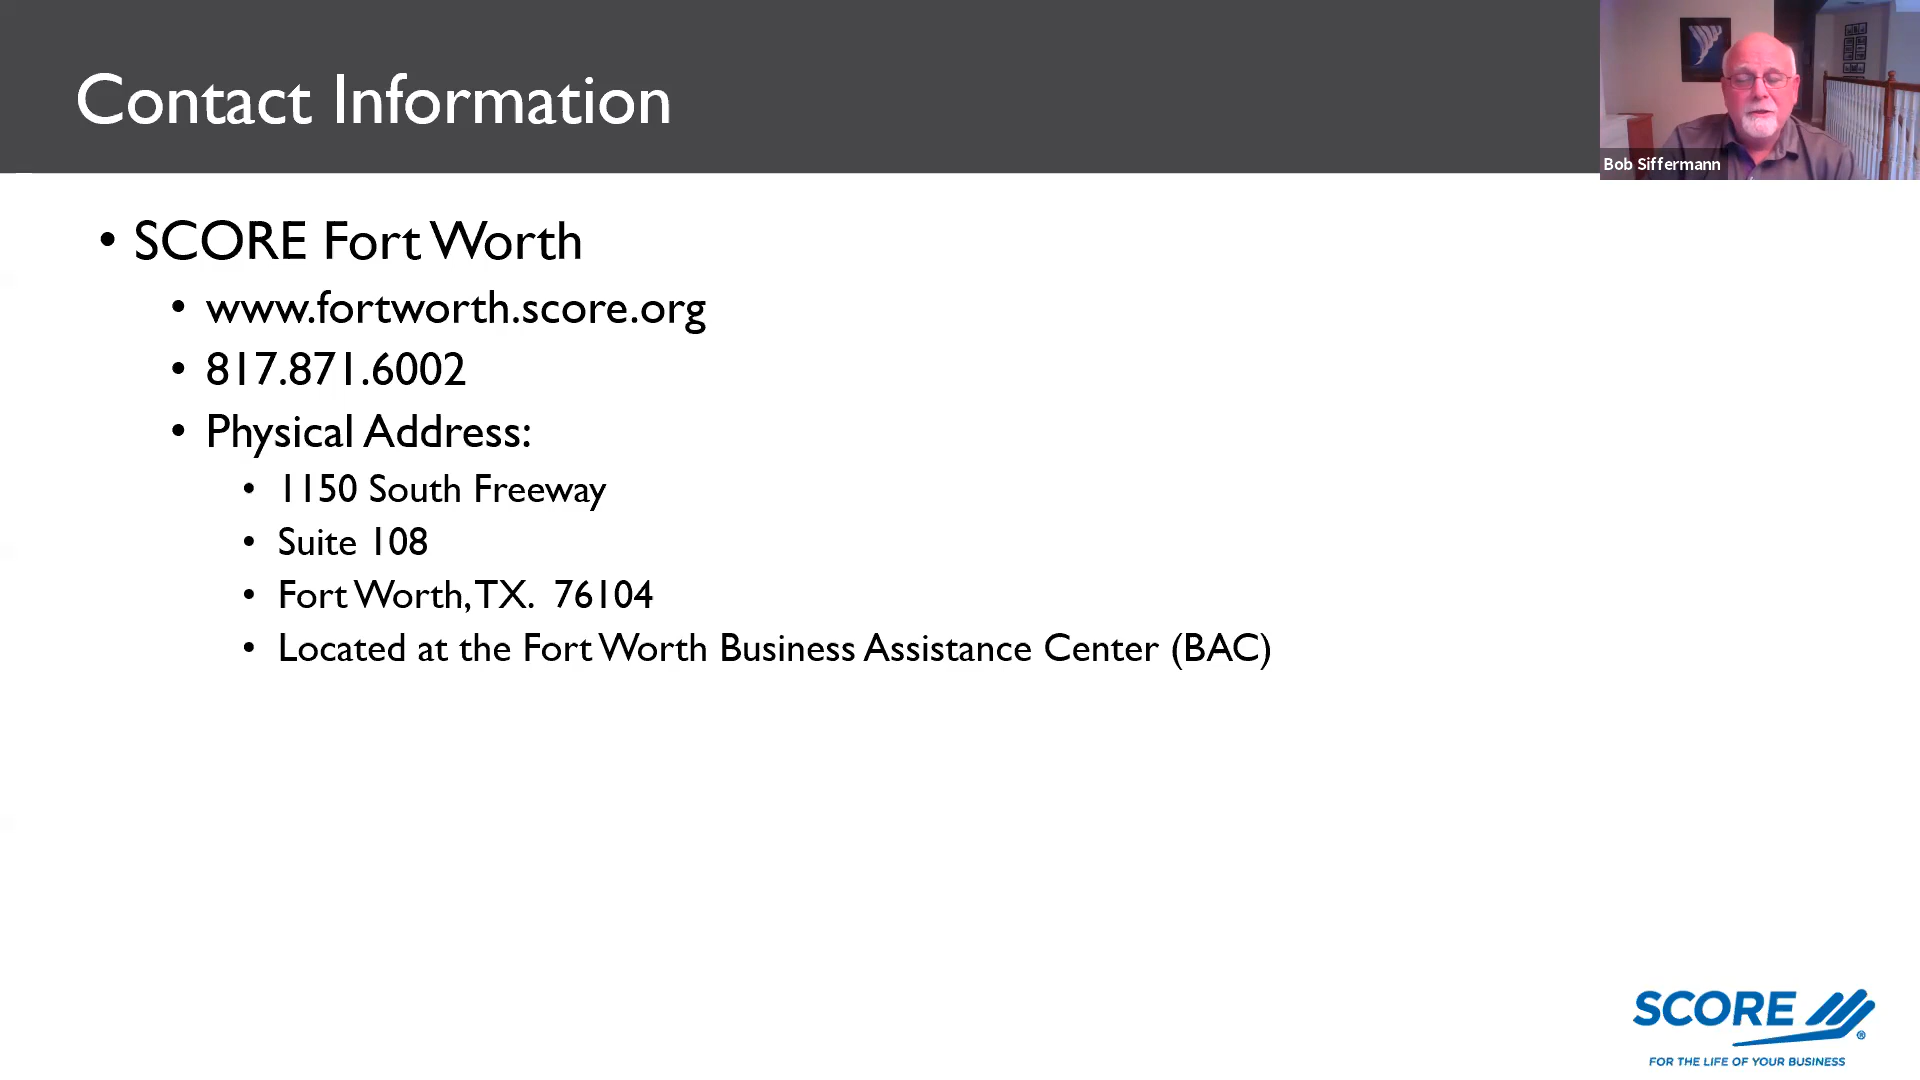 Contact Information
Bob Siffermann
• SCORE Fort Worth
• www.fortworth.score.org
• 817.871.6002
• Physical Address:
• 1150 South Freeway
• Suite 108
• Fort Worth, TX.  76104
• Located at the Fort Worth Business Assistance Center (BAC)
SCORE ®
FOR THE LIFE OF YOUR BUSINESS